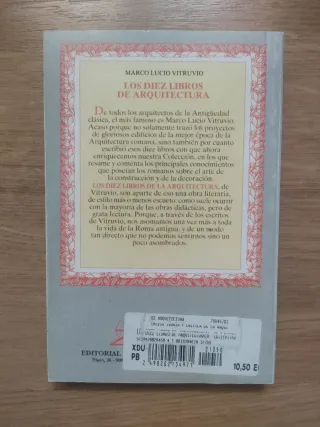 MARCO LUCIO VITRUVIO
LOS DIEZ LIBROS
DE ARQUITECTURA
De todos los arquitectos de la Antigüedad
clásica, el más famoso es Marco Lucio Vitruvio.
Acaso porque no solamente trazó los proyectos
de gloriosos edificios de la mejor época de la
Arquitectura romana, sino también por cuanto
escribió esos diez libros con que ahora
enriquecemos nuestra Colección, en los que
resume y comenta los principales conocimientos
que poseían los romanos sobre el arte de
la construcción y de la decoración.
LOS DIEZ LIBROS DE LA ARQUITECTURA, de
Vitruvio, son aparte de eso una obra literaria,
de estilo más o menos escueto como suele ocurrir
con la mayoría de las obras didácticas, pero de
grata lectura. Porque, a través de los escritos
de Vitruvio, nos asomamos una vez más a toda
la vida de la Roma antigua, y de un modo
tan directo que no podemos sentirnos sino un
poco asombrados.
EDITORIAL
XDU
PB
10,50 E